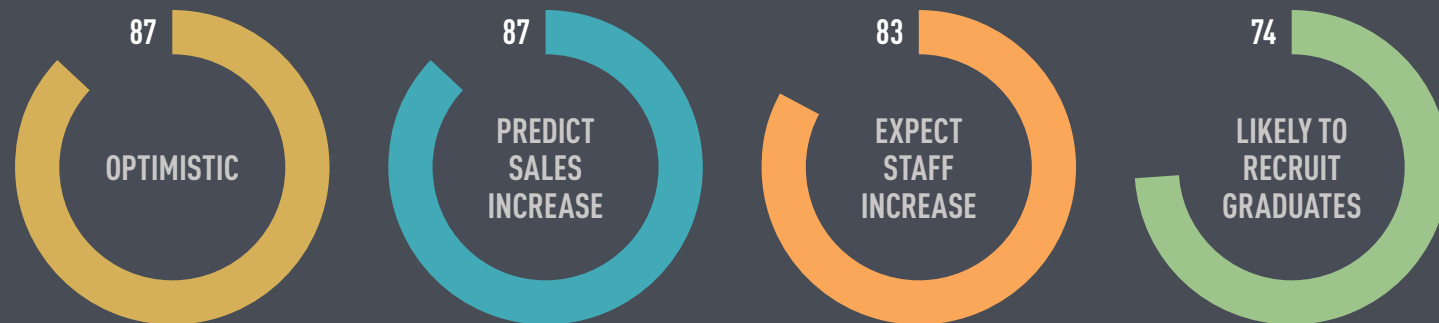 87
OPTIMISTIC
87
PREDICT
SALES
INCREASE
83
EXPECT
STAFF
INCREASE
74
LIKELY TO
RECRUIT
GRADUATES